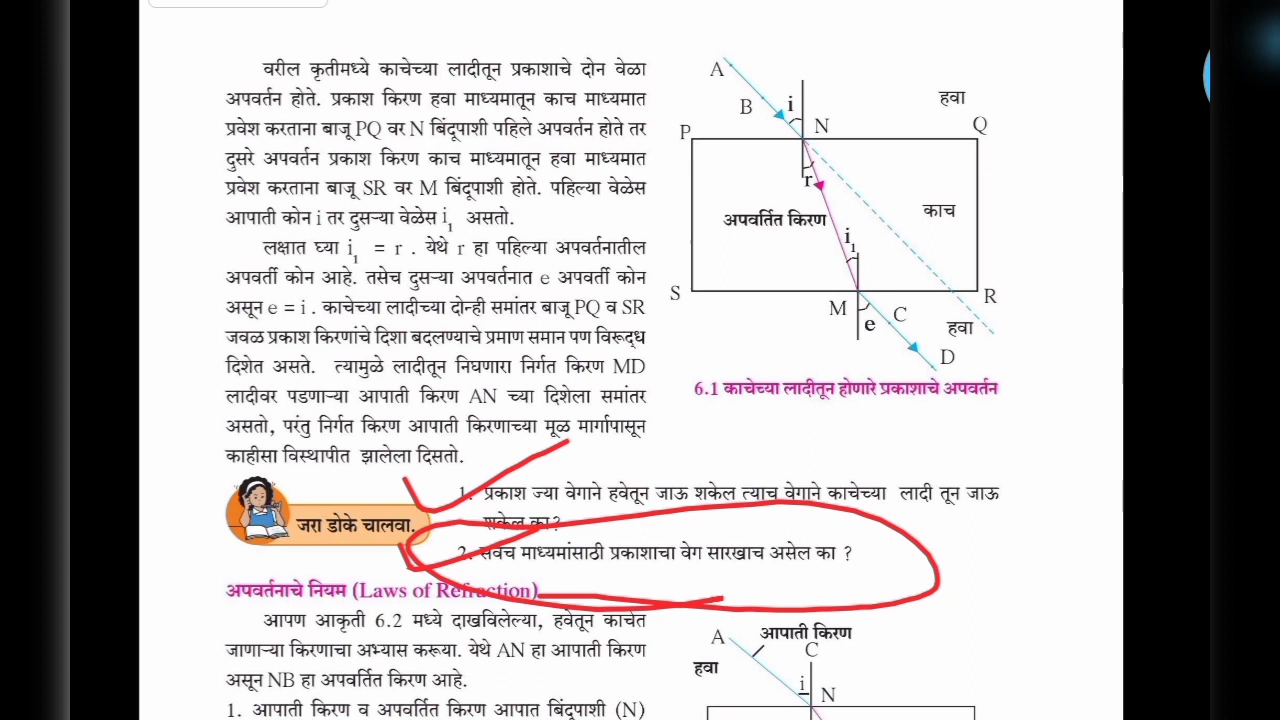 वरील कृतीमध्ये काचेच्या लादीतून प्रकाशाचे दोन वेळा
अपवर्तन होते. प्रकाश किरण हवा माध्यमातून काच माध्यमात
प्रवेश करताना बाजू PQ वर N बिंदूपाशी पहिले अपवर्तन होते तर
दुसरे अपवर्तन प्रकाश किरण काच माध्यमातून हवा माध्यमात
प्रवेश करताना बाजू SR वर M बिंदूपाशी होते. पहिल्या वेळेस
आपाती कोन i तर दुसऱ्या वेळेस i₁ असतो.
लक्षात घ्या i₁ = r . येथे r हा पहिल्या अपवर्तनातील
अपवर्ती कोन आहे. तसेच दुसऱ्या अपवर्तनात e अपवर्ती कोन
असून e = i . काचेच्या लादीच्या दोन्ही समांतर बाजू PQ व SR
जवळ प्रकाश किरणांचे दिशा बदलण्याचे प्रमाण समान पण विरूद्ध
दिशेत असते. त्यामुळे लादीतून निघणारा निर्गत किरण MD
लादीवर पडणाऱ्या आपाती किरण AN च्या दिशेला समांतर
असतो, परंतु निर्गत किरण आपाती किरणाच्या मूळ मार्गापासून
काहीसा विस्थापीत झालेला दिसतो.
A
B
i
N
हवा
P
Q
r
अपवर्तित किरण
काच
i₁
S
R
M
e
C
हवा
D
6.1 काचेच्या लादीतून होणारे प्रकाशाचे अपवर्तन
जरा डोके चालवा.
1. प्रकाश ज्या वेगाने हवेतून जाऊ शकेल त्याच वेगाने काचेच्या लादी तून जाऊ
शकेल का?
2. सर्वच माध्यमांसाठी प्रकाशाचा वेग सारखाच असेल का ?
अपवर्तनाचे नियम (Laws of Refraction)
आपण आकृती 6.2 मध्ये दाखविलेल्या, हवेतून काचेत
जाणाऱ्या किरणाचा अभ्यास करूया. येथे AN हा आपाती किरण
असून NB हा अपवर्तित किरण आहे.
1. आपाती किरण व अपवर्तित किरण आपात बिंदूपाशी (N)
A
आपाती किरण
C
हवा
i
N